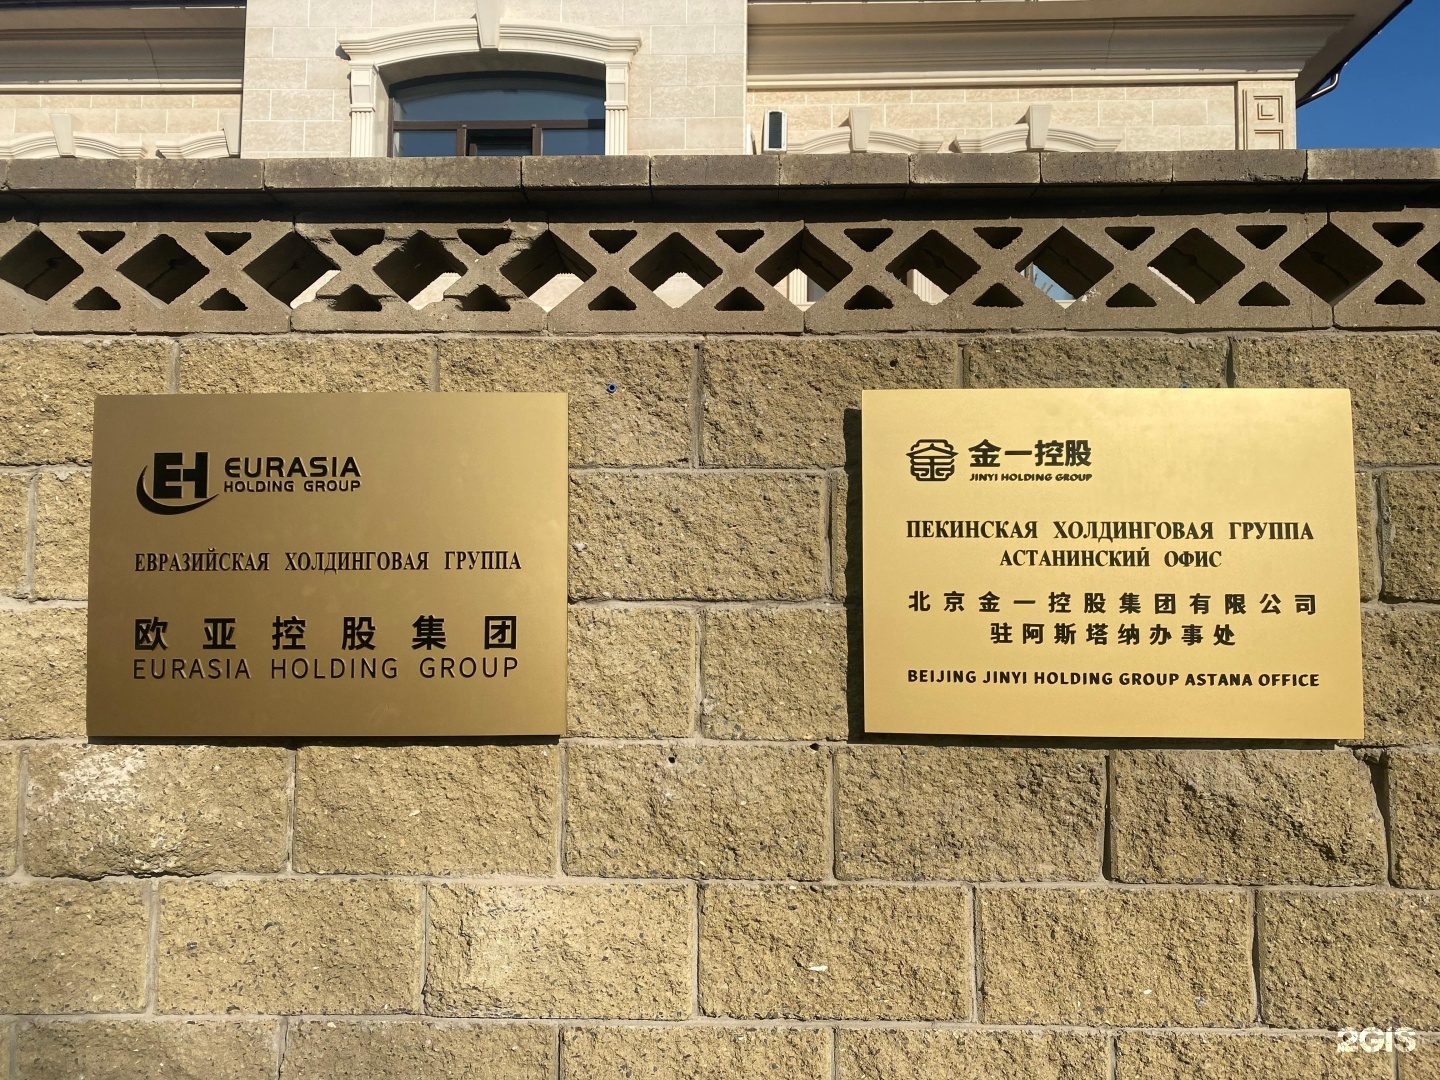 EH EURASIA
HOLDING GROUP
ЕВРАЗИЙСКАЯ ХОЛДИНГОВАЯ ГРУППА
欧亚控股集团
EURASIA HOLDING GROUP
金一控股
JINYI HOLDING GROUP
ПЕКИНСКАЯ ХОЛДИНГОВАЯ ГРУППА
АСТАНИНСКИЙ ОФИС
北京金一控股集团有限公司
驻阿斯塔纳办事处
BEIJING JINYI HOLDING GROUP ASTANA OFFICE
2GIS